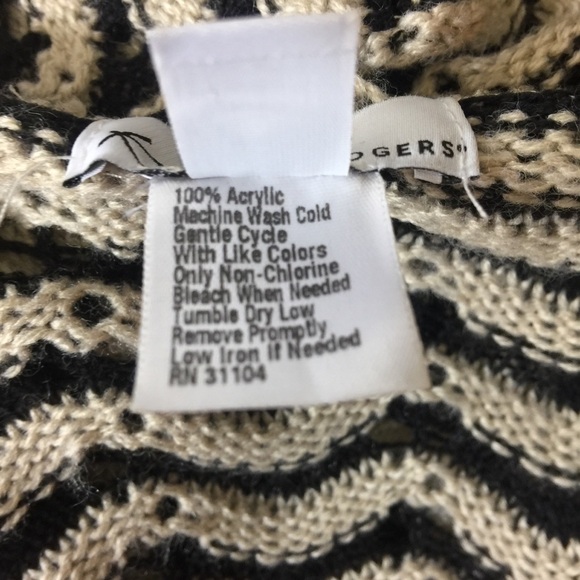 OGERS
100% Acrylic
Machine Wash Cold
Gentle Cycle
With Like Colors
Only Non-Chlorine
Bleach When Needed
Tumble Dry Low
Remove Promptly
Low Iron If Needed
RN 31104